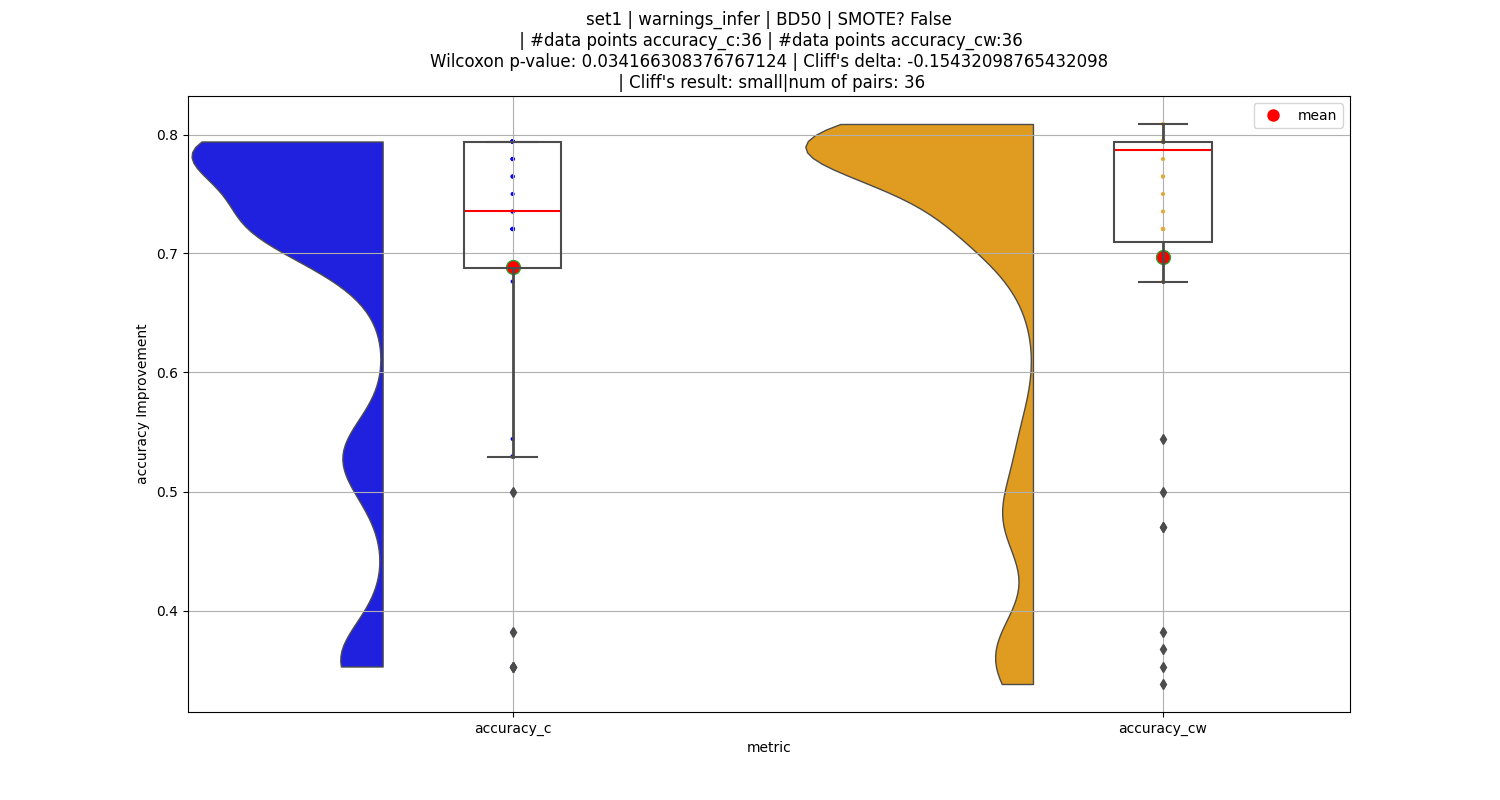 set1 | warnings_infer | BD50 | SMOTE? False
| #data points accuracy_c:36 | #data points accuracy_cw:36
Wilcoxon p-value: 0.034166308376767124 | Cliff's delta: -0.15432098765432098
| Cliff's result: small|num of pairs: 36
mean
0.8
0.7
0.6
0.5
0.4
accuracy Improvement
accuracy_c
accuracy_cw
metric